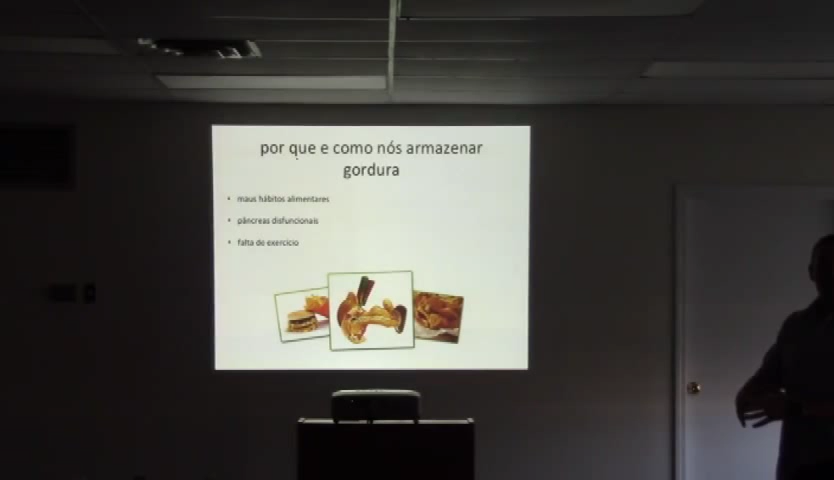 por que e como nós armazenar
gordura
• maus hábitos alimentares
• pâncreas disfuncionais
• falta de exercício